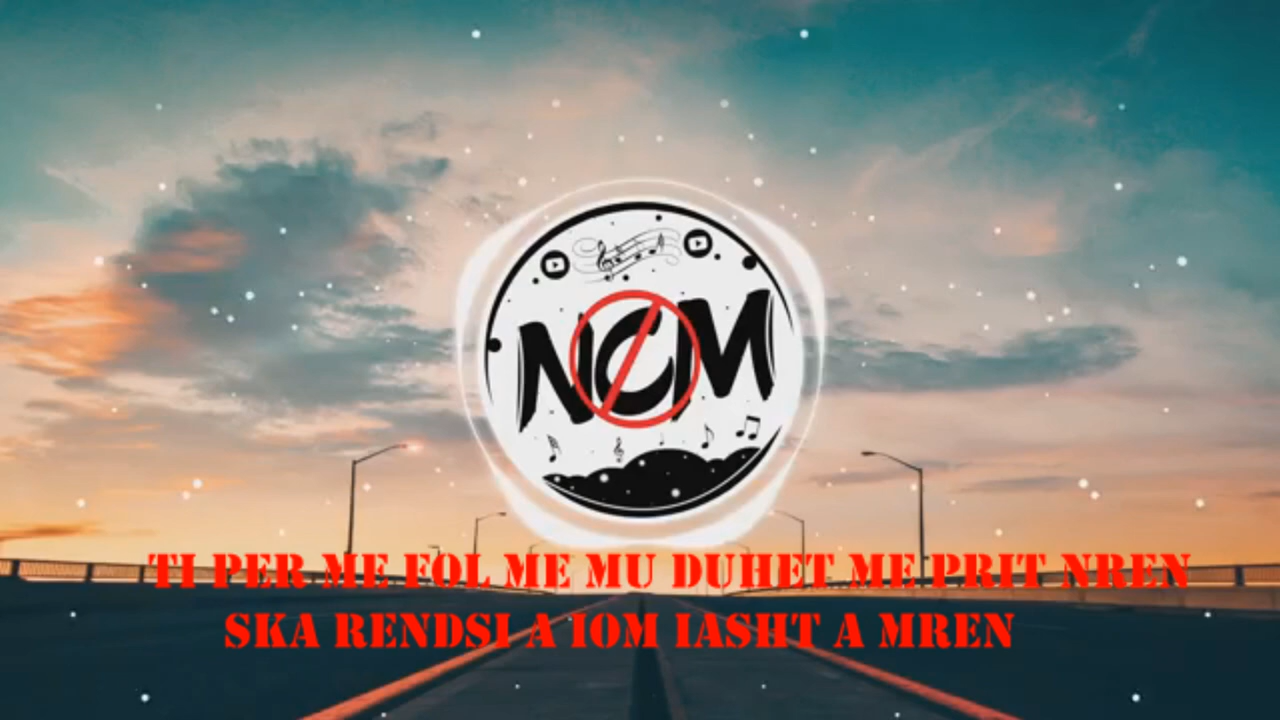 NCM
TI PER ME FOL ME MU DUHET ME PRIT NREN
SKA RENDSI A IOM IASHT A MREN